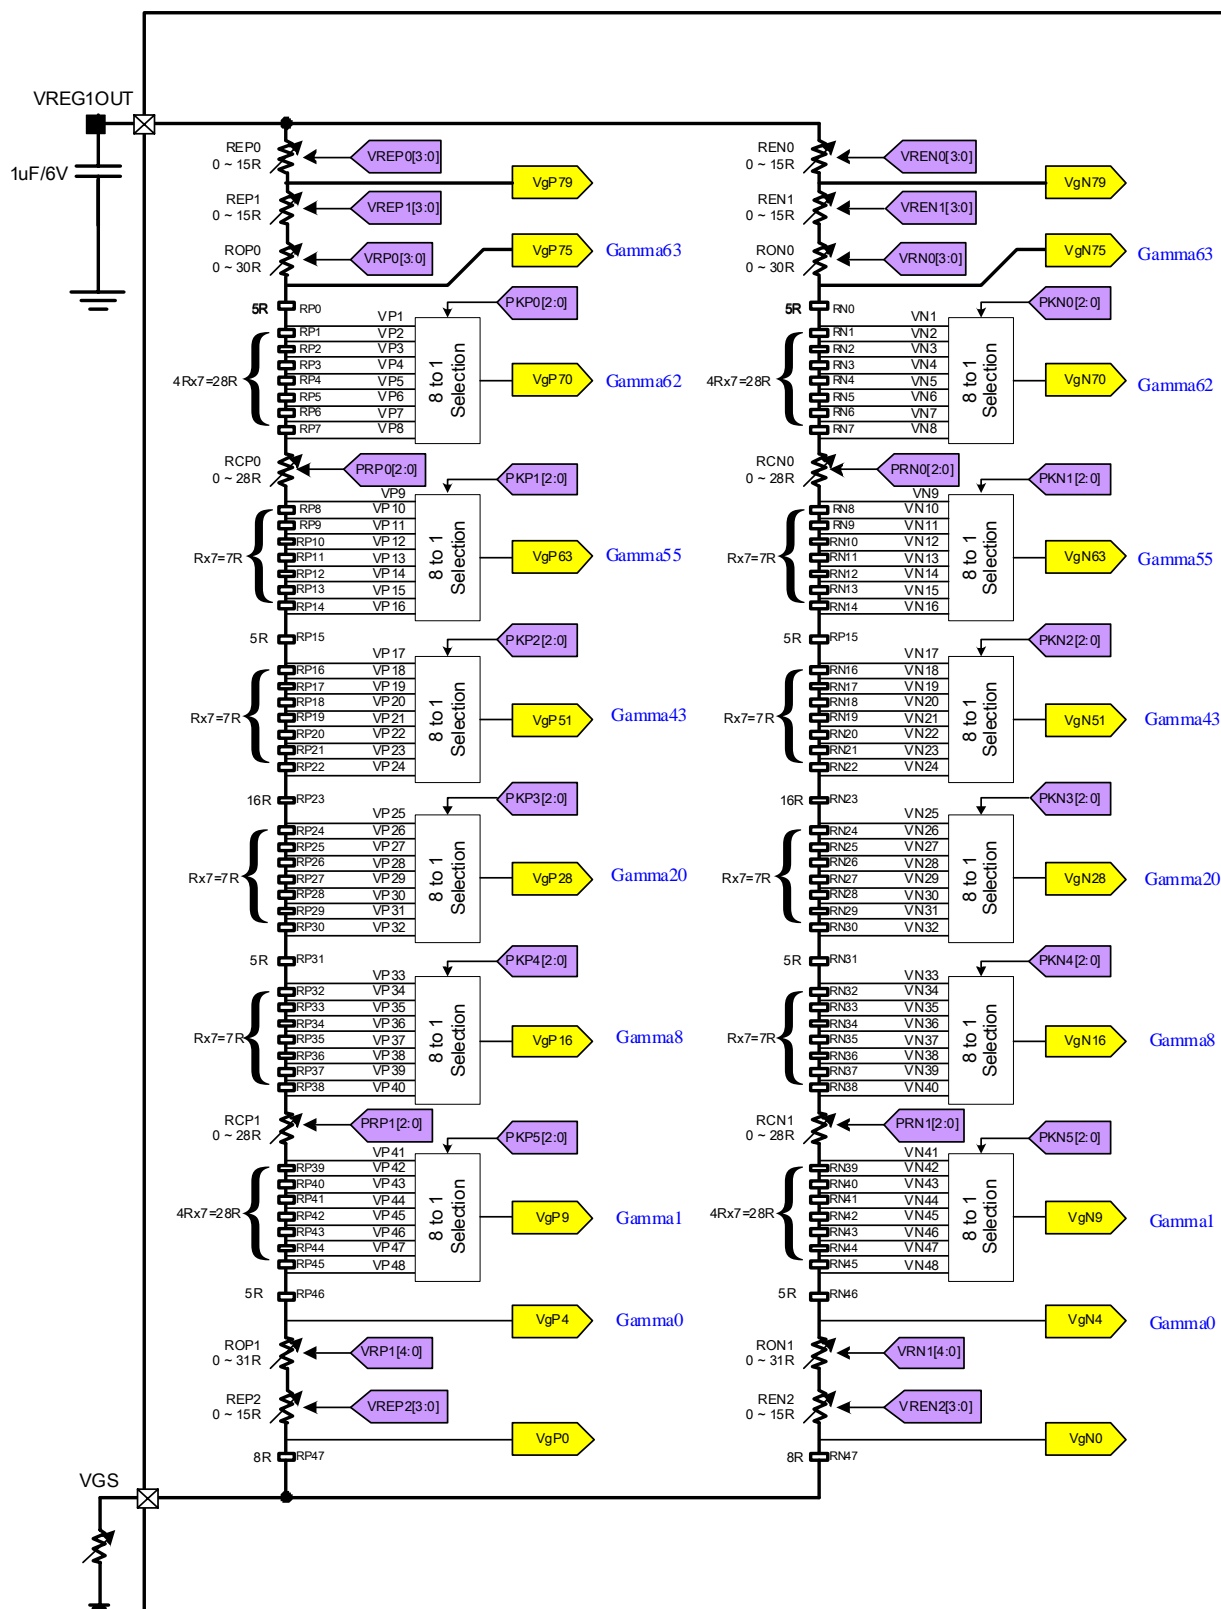 VREG1OUT
1uF/6V
REP0
0 ~ 15R
VREP0[3:0]
VgP79
REP1
0 ~ 15R
VREP1[3:0]
ROP0
0 ~ 30R
VRP0[3:0]
VgP75
Gamma63
5R
RP0
PKP0[2:0]
VP1
RP1
VP2
RP2
VP3
RP3
VP4
4Rx7=28R
RP4
VP5
RP5
VP6
RP6
VP7
RP7
VP8
8 to 1
Selection
VgP70
Gamma62
RCP0
0 ~ 28R
PRP0[2:0]
PKP1[2:0]
VP9
RP8
VP10
RP9
VP11
RP10
VP12
Rx7=7R
RP11
VP13
RP12
VP14
RP13
VP15
RP14
VP16
8 to 1
Selection
VgP63
Gamma55
5R
RP15
PKP2[2:0]
VP17
RP16
VP18
RP17
VP19
RP18
VP20
Rx7=7R
RP19
VP21
RP20
VP22
RP21
VP23
RP22
VP24
8 to 1
Selection
VgP51
Gamma43
16R
RP23
PKP3[2:0]
VP25
RP24
VP26
RP25
VP27
RP26
VP28
Rx7=7R
RP27
VP29
RP28
VP30
RP29
VP31
RP30
VP32
8 to 1
Selection
VgP28
Gamma20
5R
RP31
PKP4[2:0]
VP33
RP32
VP34
RP33
VP35
RP34
VP36
Rx7=7R
RP35
VP37
RP36
VP38
RP37
VP39
RP38
VP40
8 to 1
Selection
VgP16
Gamma8
RCP1
0 ~ 28R
PRP1[2:0]
PKP5[2:0]
VP41
RP39
VP42
RP40
VP43
RP41
VP44
4Rx7=28R
RP42
VP45
RP43
VP46
RP44
VP47
RP45
VP48
8 to 1
Selection
VgP9
Gamma1
5R
RP46
VgP4
Gamma0
ROP1
0 ~ 31R
VRP1[4:0]
REP2
0 ~ 15R
VREP2[3:0]
VgP0
8R
RP47
VGS
REN0
0 ~ 15R
VREN0[3:0]
VgN79
REN1
0 ~ 15R
VREN1[3:0]
RON0
0 ~ 30R
VRN0[3:0]
VgN75
Gamma63
5R
RN0
PKN0[2:0]
VN1
RN1
VN2
RN2
VN3
RN3
VN4
4Rx7=28R
RN4
VN5
RN5
VN6
RN6
VN7
RN7
VN8
8 to 1
Selection
VgN70
Gamma62
RCN0
0 ~ 28R
PRN0[2:0]
PKN1[2:0]
VN9
RN8
VN10
RN9
VN11
RN10
VN12
Rx7=7R
RN11
VN13
RN12
VN14
RN13
VN15
RN14
VN16
8 to 1
Selection
VgN63
Gamma55
5R
RP15
PKN2[2:0]
VN17
RN16
VN18
RN17
VN19
RN18
VN20
Rx7=7R
RN19
VN21
RN20
VN22
RN21
VN23
RN22
VN24
8 to 1
Selection
VgN51
Gamma43
16R
RN23
PKN3[2:0]
VN25
RN24
VN26
RN25
VN27
RN26
VN28
Rx7=7R
RN27
VN29
RN28
VN30
RN29
VN31
RN30
VN32
8 to 1
Selection
VgN28
Gamma20
5R
RN31
PKN4[2:0]
VN33
RN32
VN34
RN33
VN35
RN34
VN36
Rx7=7R
RN35
VN37
RN36
VN38
RN37
VN39
RN38
VN40
8 to 1
Selection
VgN16
Gamma8
RCN1
0 ~ 28R
PRN1[2:0]
PKN5[2:0]
VN41
RN39
VN42
RN40
VN43
RN41
VN44
4Rx7=28R
RN42
VN45
RN43
VN46
RN44
VN47
RN45
VN48
8 to 1
Selection
VgN9
Gamma1
5R
RN46
VgN4
Gamma0
RON1
0 ~ 31R
VRN1[4:0]
REN2
0 ~ 15R
VREN2[3:0]
VgN0
8R
RN47